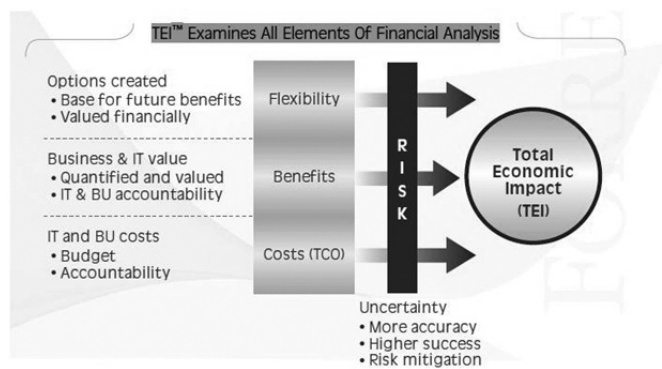 TEI™ Examines All Elements Of Financial Analysis
Options created
• Base for future benefits
• Valued financially
Flexibility
Business & IT value
• Quantified and valued
• IT & BU accountability
Benefits
IT and BU costs
• Budget
• Accountability
Costs (TCO)
R
I
S
K
Uncertainty
• More accuracy
• Higher success
• Risk mitigation
Total
Economic
Impact
(TEI)